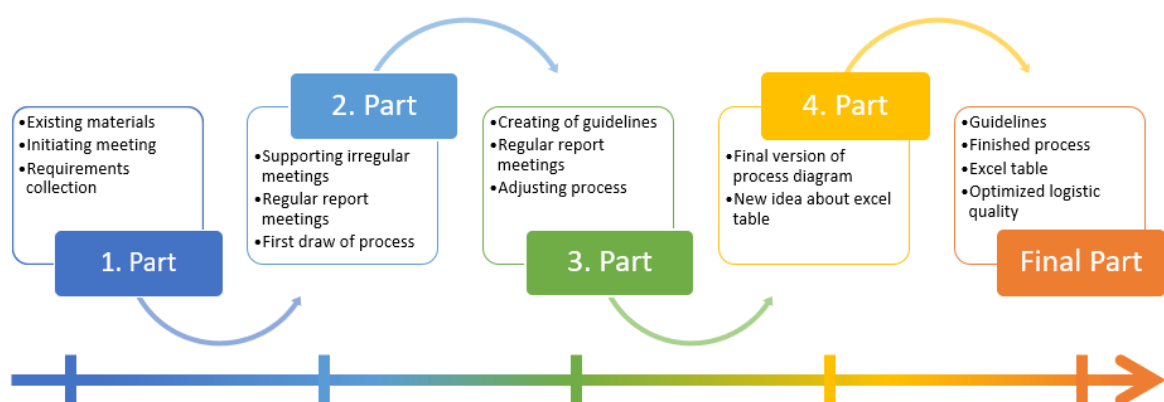 •Existing materials
•Initiating meeting
•Requirements
collection
1. Part
2. Part
•Supporting irregular
meetings
•Regular report
meetings
•First draw of process
•Creating of guidelines
•Regular report
meetings
•Adjusting process
3. Part
4. Part
•Final version of
process diagram
•New idea about excel
table
•Guidelines
•Finished process
•Excel table
•Optimized logistic
quality
Final Part